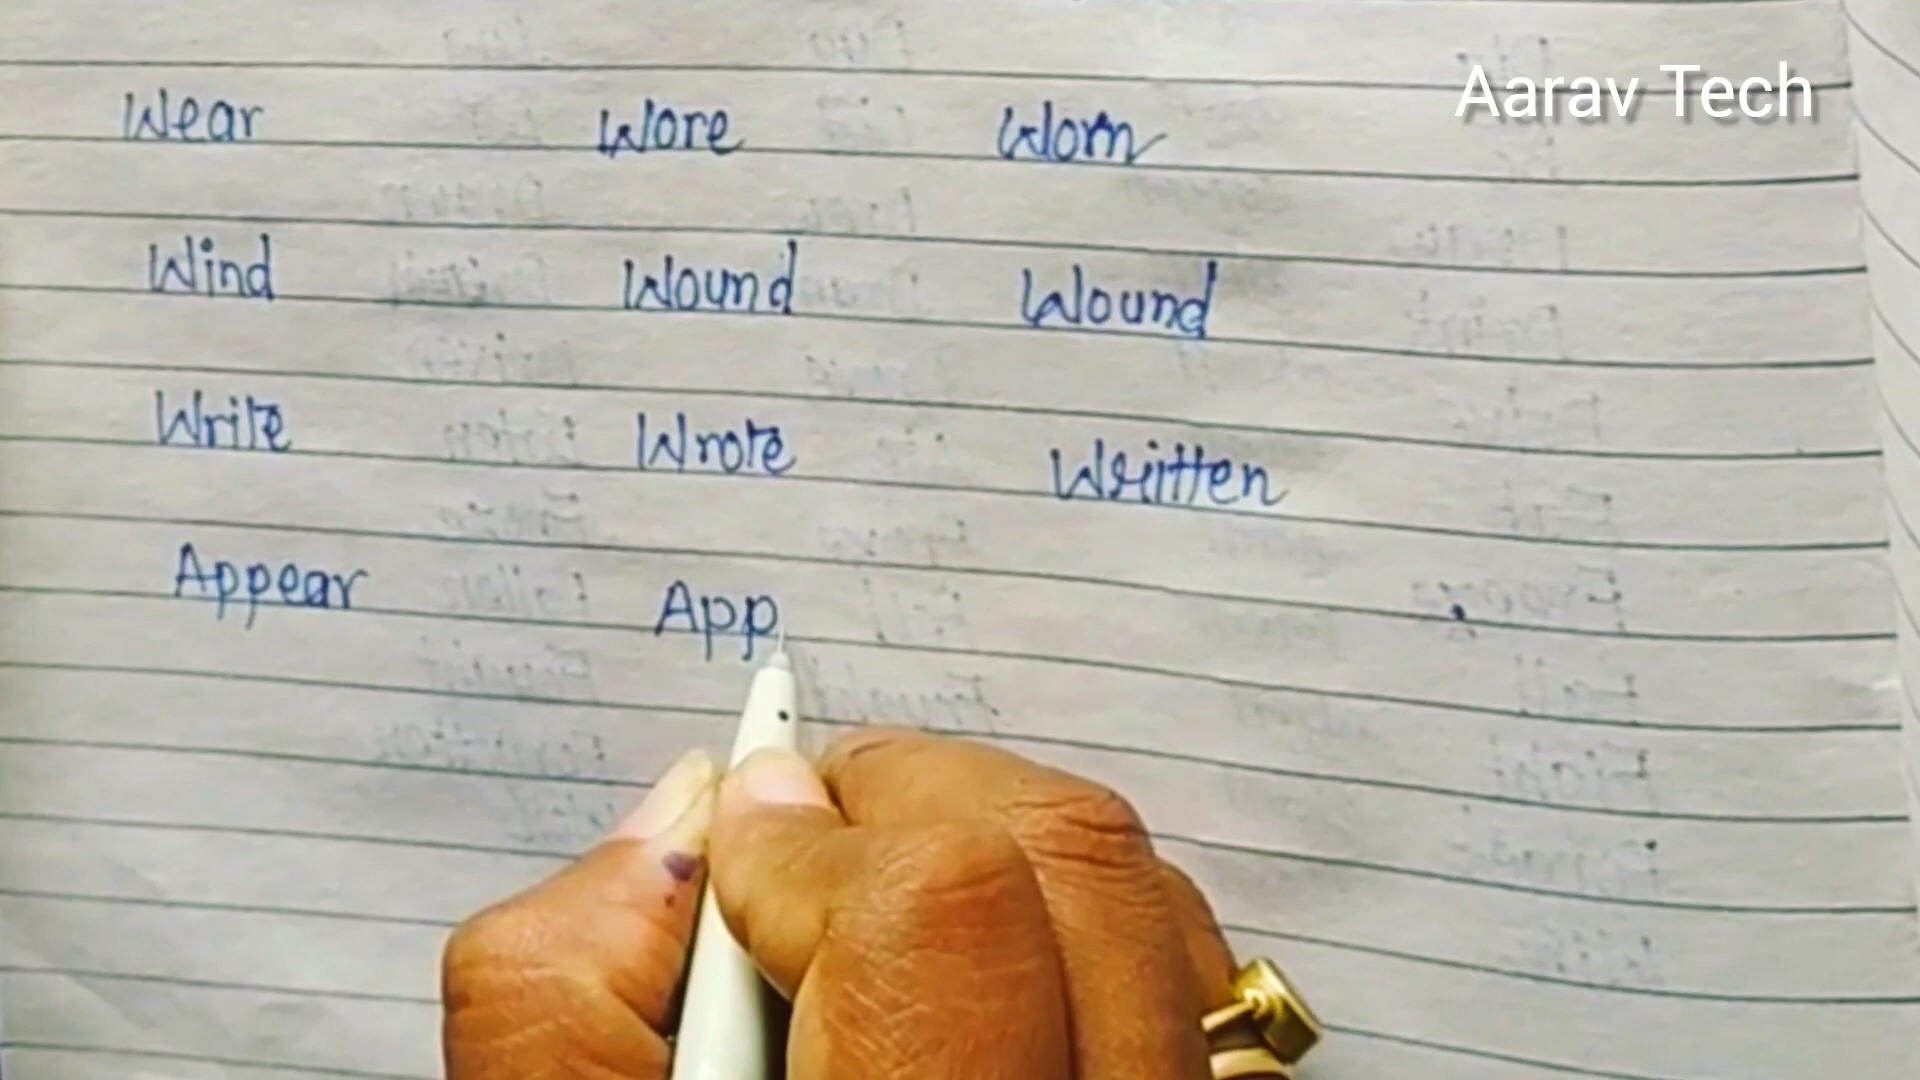 Aarav Tech
Wear Wore Worn
Wind Wound Wound
Write Wrote Written
Appear App